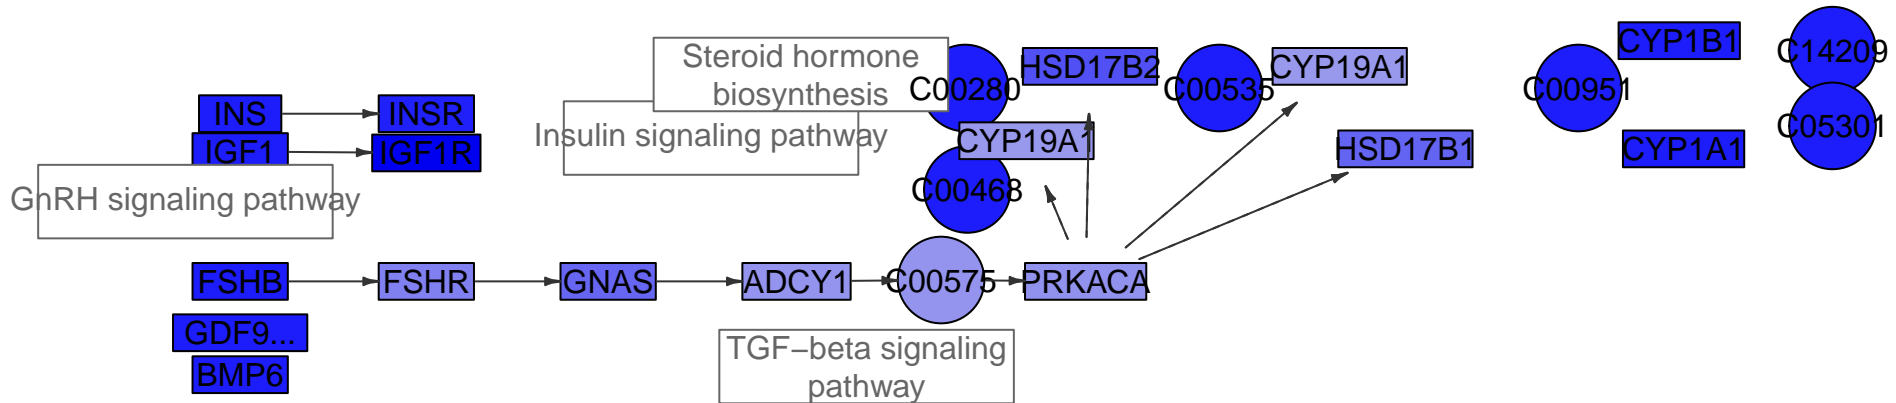 Steroid hormone
biosynthesis
C00280
HSD17B2
C00535
CYP19A1
C00951
CYP1B1
C14209
INS
INSR
Insulin signaling pathway
CYP19A1
HSD17B1
CYP1A1
C05301
IGF1
IGF1R
GnRH signaling pathway
C00468
FSHB
FSHR
GNAS
ADCY1
C00575
PRKACA
GDF9...
BMP6
TGF−beta signaling
pathway